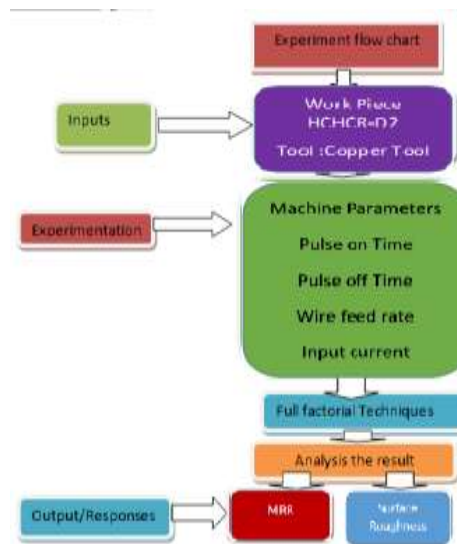 Experiment flow chart
Inputs
Work Piece
HCHCR-D2
Tool :Copper Tool
Experimentation
Machine Parameters
Pulse on Time
Pulse off Time
Wire feed rate
Input current
Full factorial Techniques
Analysis the result
Output/Responses
MRR
Surface
Roughness